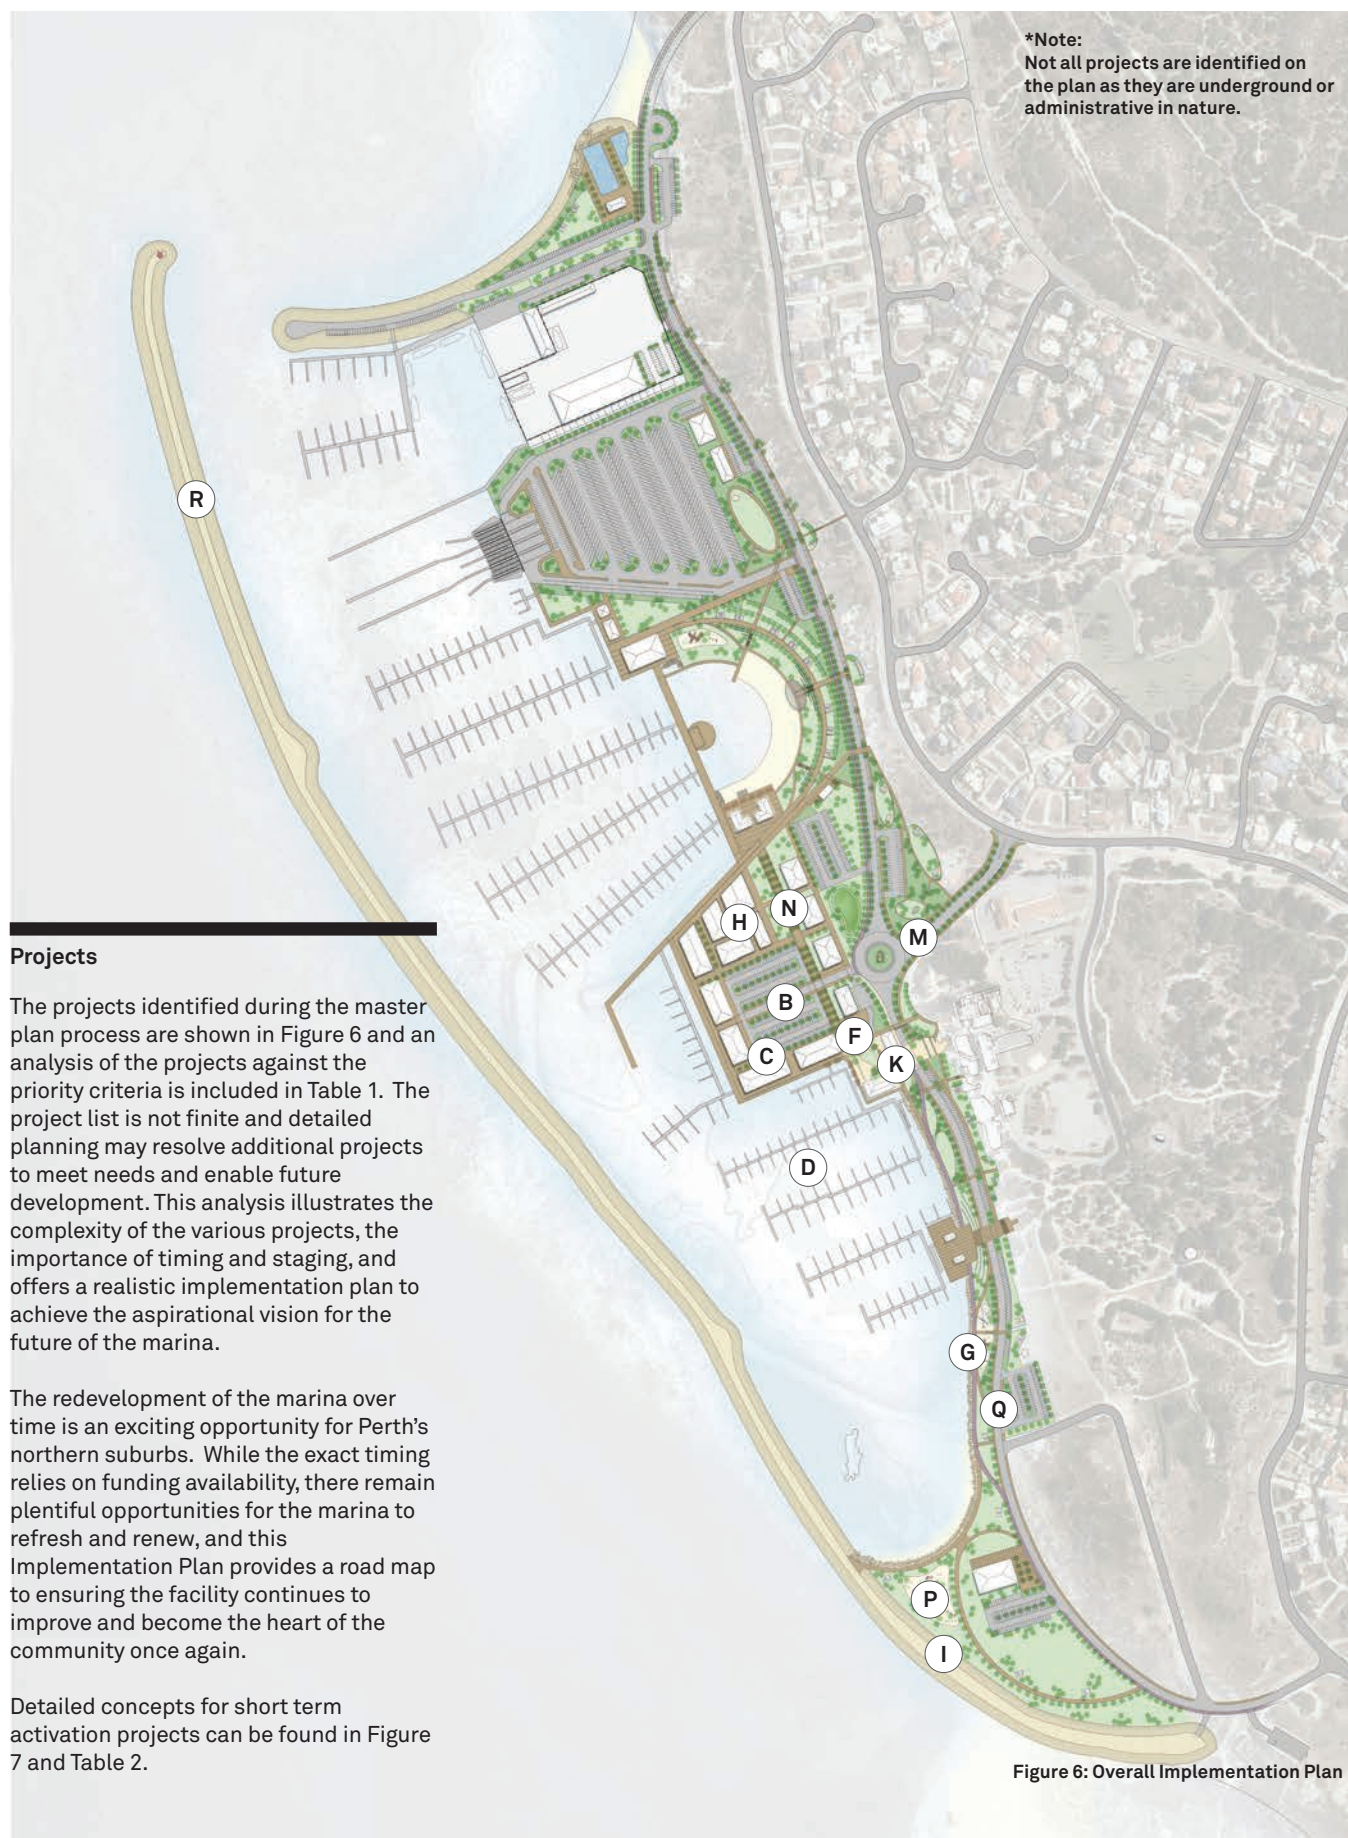 *Note:
Not all projects are identified on
the plan as they are underground or
administrative in nature.
R
H
N
M
B
F
C
K
D
G
Q
P
I
Projects
The projects identified during the master
plan process are shown in Figure 6 and an
analysis of the projects against the
priority criteria is included in Table 1. The
project list is not finite and detailed
planning may resolve additional projects
to meet needs and enable future
development. This analysis illustrates the
complexity of the various projects, the
importance of timing and staging, and
offers a realistic implementation plan to
achieve the aspirational vision for the
future of the marina.
The redevelopment of the marina over
time is an exciting opportunity for Perth's
northern suburbs. While the exact timing
relies on funding availability, there remain
plentiful opportunities for the marina to
refresh and renew, and this
Implementation Plan provides a road map
to ensuring the facility continues to
improve and become the heart of the
community once again.
Detailed concepts for short term
activation projects can be found in Figure
7 and Table 2.
Figure 6: Overall Implementation Plan